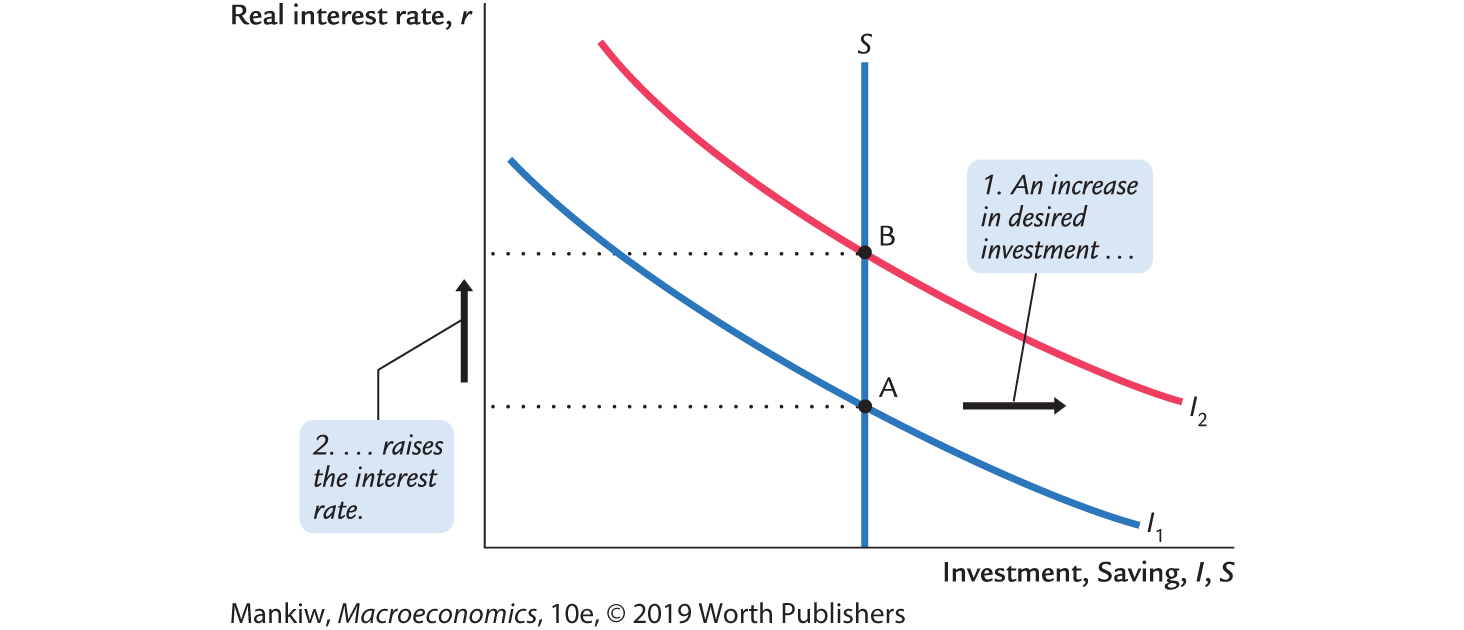 Real interest rate, r
S
B
1. An increase
in desired
investment . . .
A
I2
2. . . . raises
the interest
rate.
I1
Investment, Saving, I, S
Mankiw, Macroeconomics, 10e, © 2019 Worth Publishers